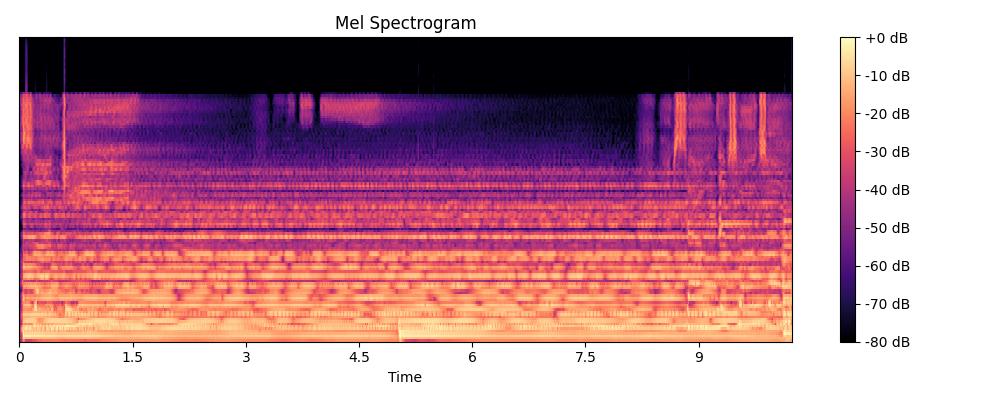 Mel Spectrogram
+0 dB
-10 dB
-20 dB
-30 dB
-40 dB
-50 dB
-60 dB
-70 dB
-80 dB
0 1.5 3 4.5 6 7.5 9
Time